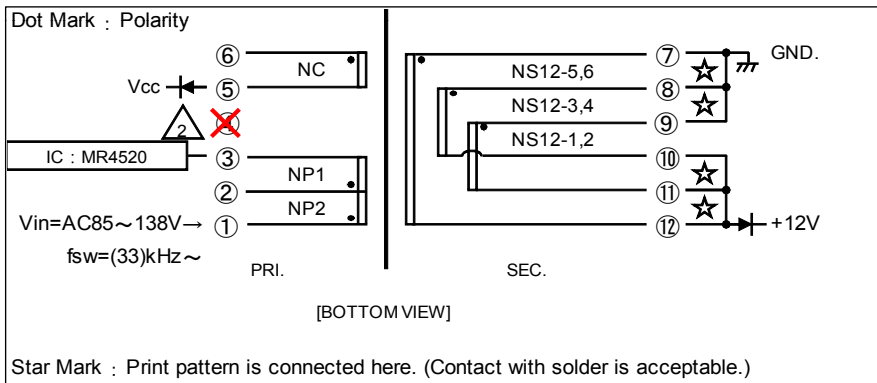 Dot Mark : Polarity
⑥ NC ⑦ GND.
NS12-5,6
Vcc ⑤ ⑧
NS12-3,4
2 ④ ⑨
NS12-1,2
IC : MR4520 ③ ⑩
NP1
② ⑪
NP2
Vin=AC85～138V→ ① ⑫ +12V
fsw=(33)kHz～
PRI. SEC.
[BOTTOM VIEW]
Star Mark : Print pattern is connected here. (Contact with solder is acceptable.)